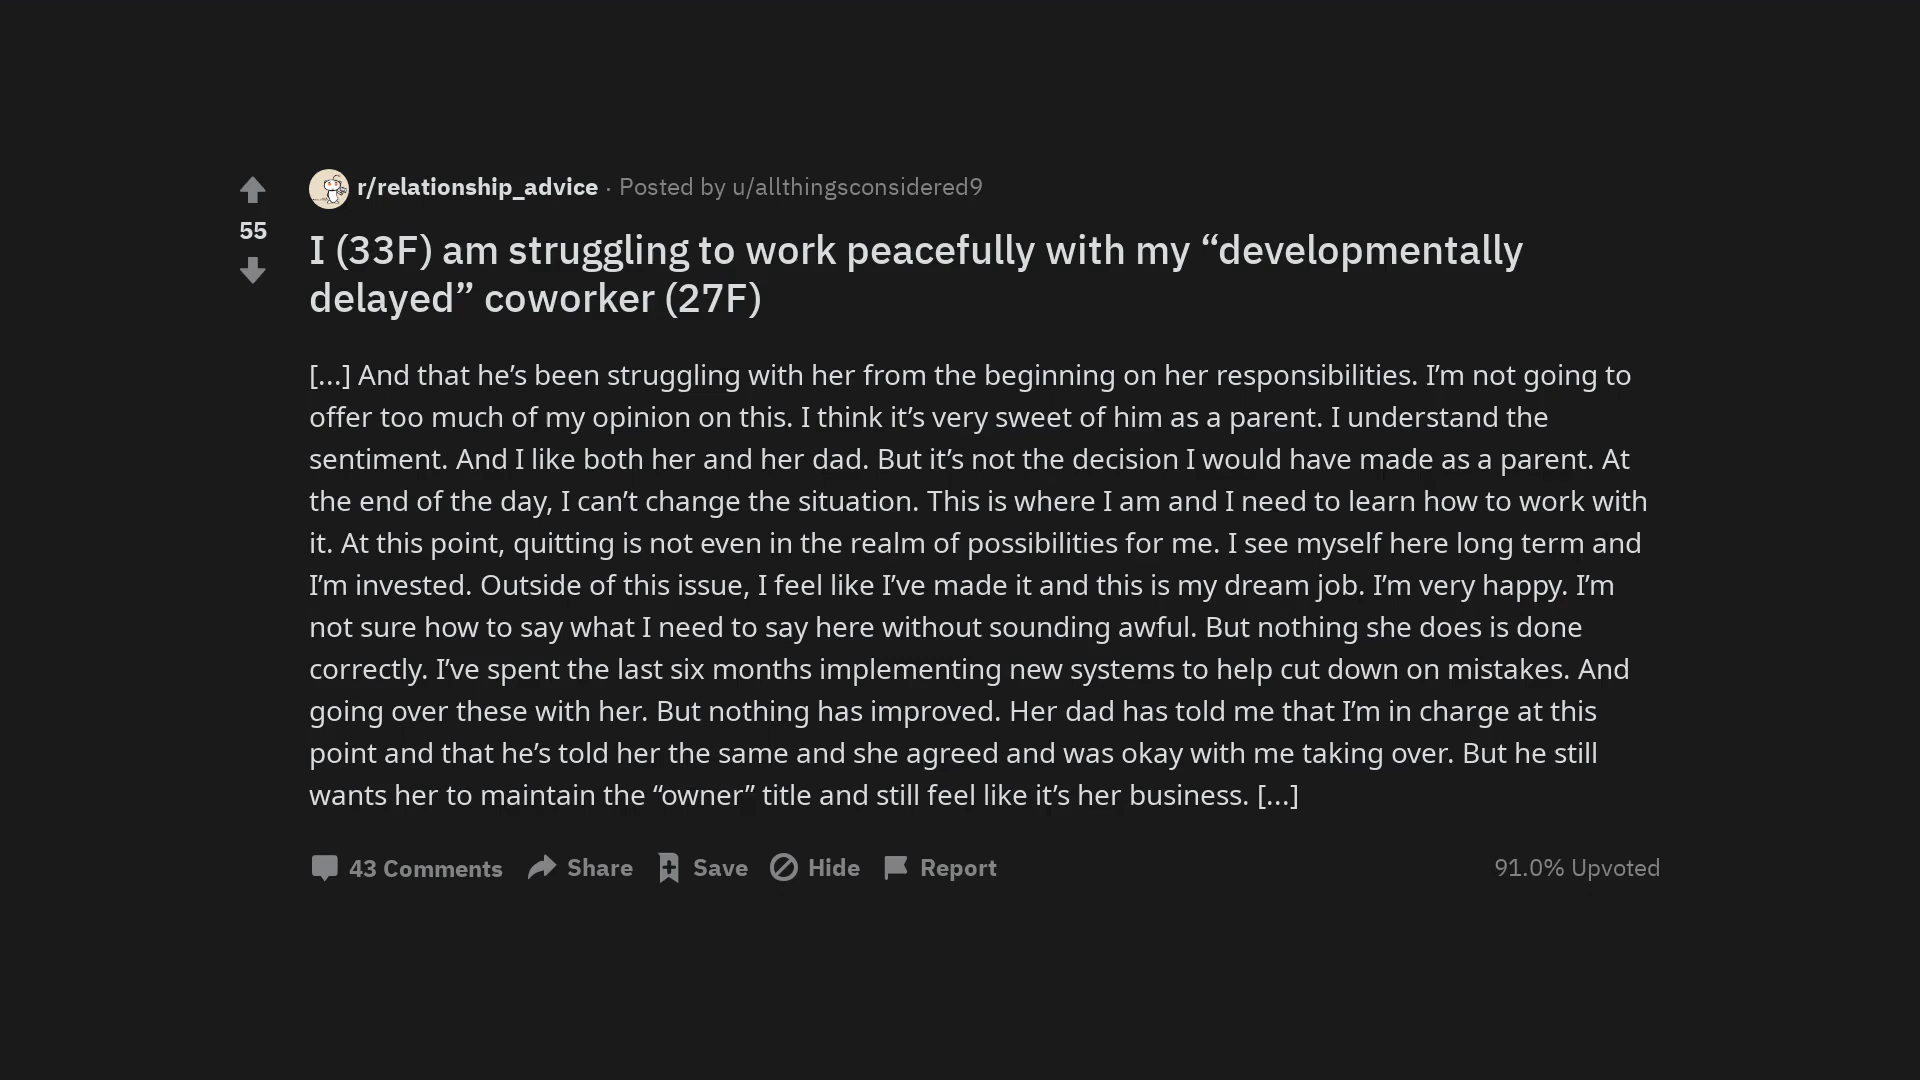 r/relationship_advice · Posted by u/allthingsconsidered9
55
I (33F) am struggling to work peacefully with my “developmentally
delayed” coworker (27F)
[...] And that he’s been struggling with her from the beginning on her responsibilities. I’m not going to
offer too much of my opinion on this. I think it’s very sweet of him as a parent. I understand the
sentiment. And I like both her and her dad. But it’s not the decision I would have made as a parent. At
the end of the day, I can’t change the situation. This is where I am and I need to learn how to work with
it. At this point, quitting is not even in the realm of possibilities for me. I see myself here long term and
I’m invested. Outside of this issue, I feel like I’ve made it and this is my dream job. I’m very happy. I’m
not sure how to say what I need to say here without sounding awful. But nothing she does is done
correctly. I’ve spent the last six months implementing new systems to help cut down on mistakes. And
going over these with her. But nothing has improved. Her dad has told me that I’m in charge at this
point and that he’s told her the same and she agreed and was okay with me taking over. But he still
wants her to maintain the “owner” title and still feel like it’s her business. [...]
43 Comments Share Save Hide Report 91.0% Upvoted